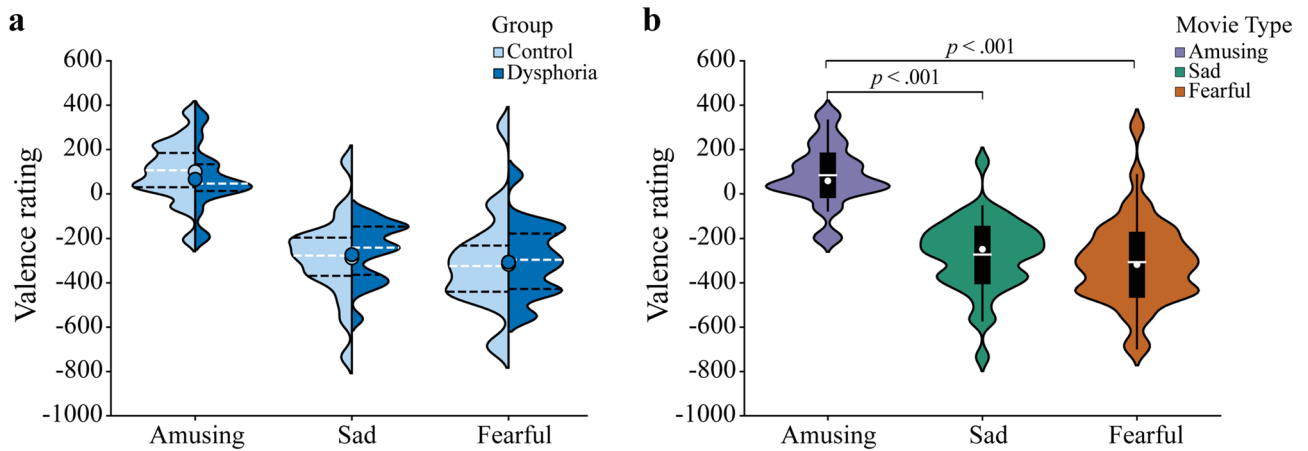 a
Group
Control
Dysphoria
Valence rating
600
400
200
0
-200
-400
-600
-800
-1000
Amusing Sad Fearful
b
Movie Type
Amusing
Sad
Fearful
p < .001
p < .001
Valence rating
600
400
200
0
-200
-400
-600
-800
-1000
Amusing Sad Fearful